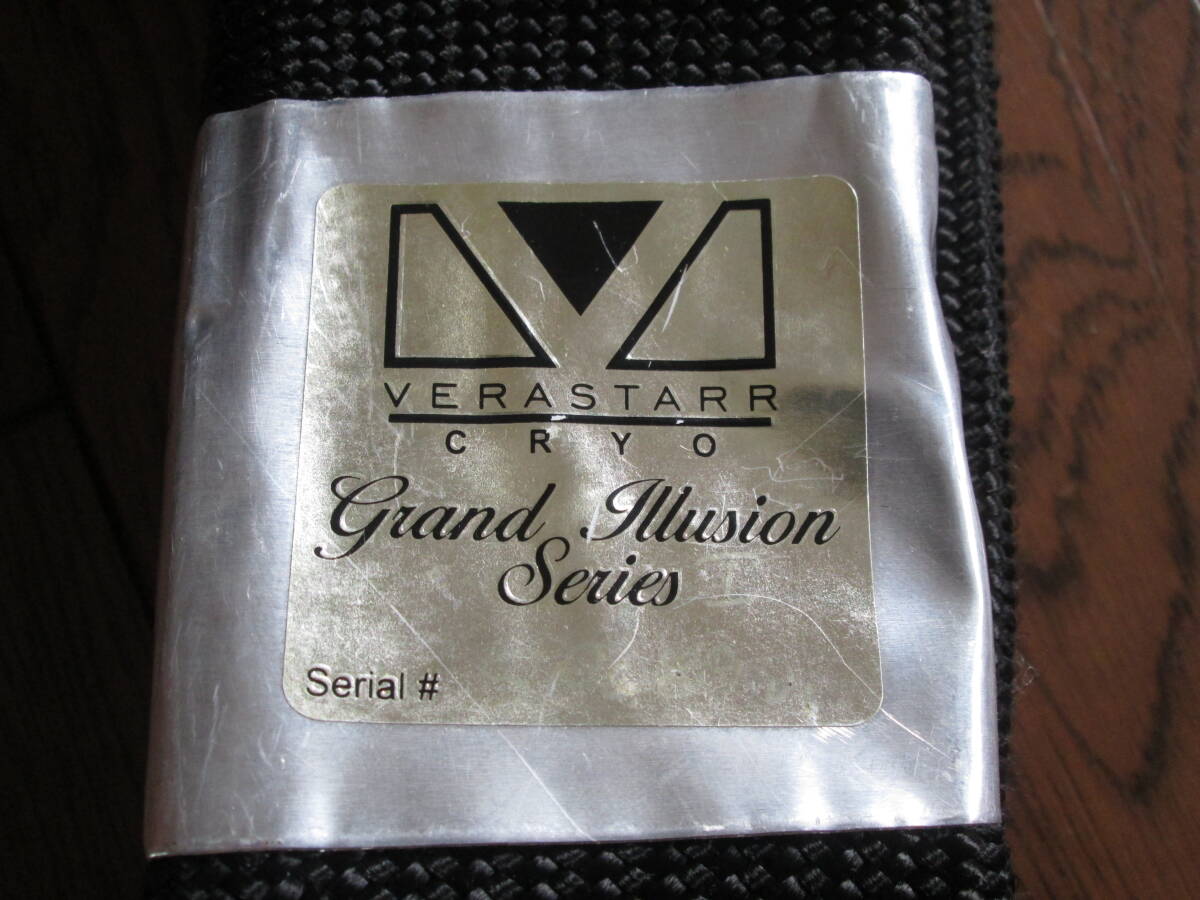 VERASTARR
CRYO
Grand Illusion
Series
Serial #